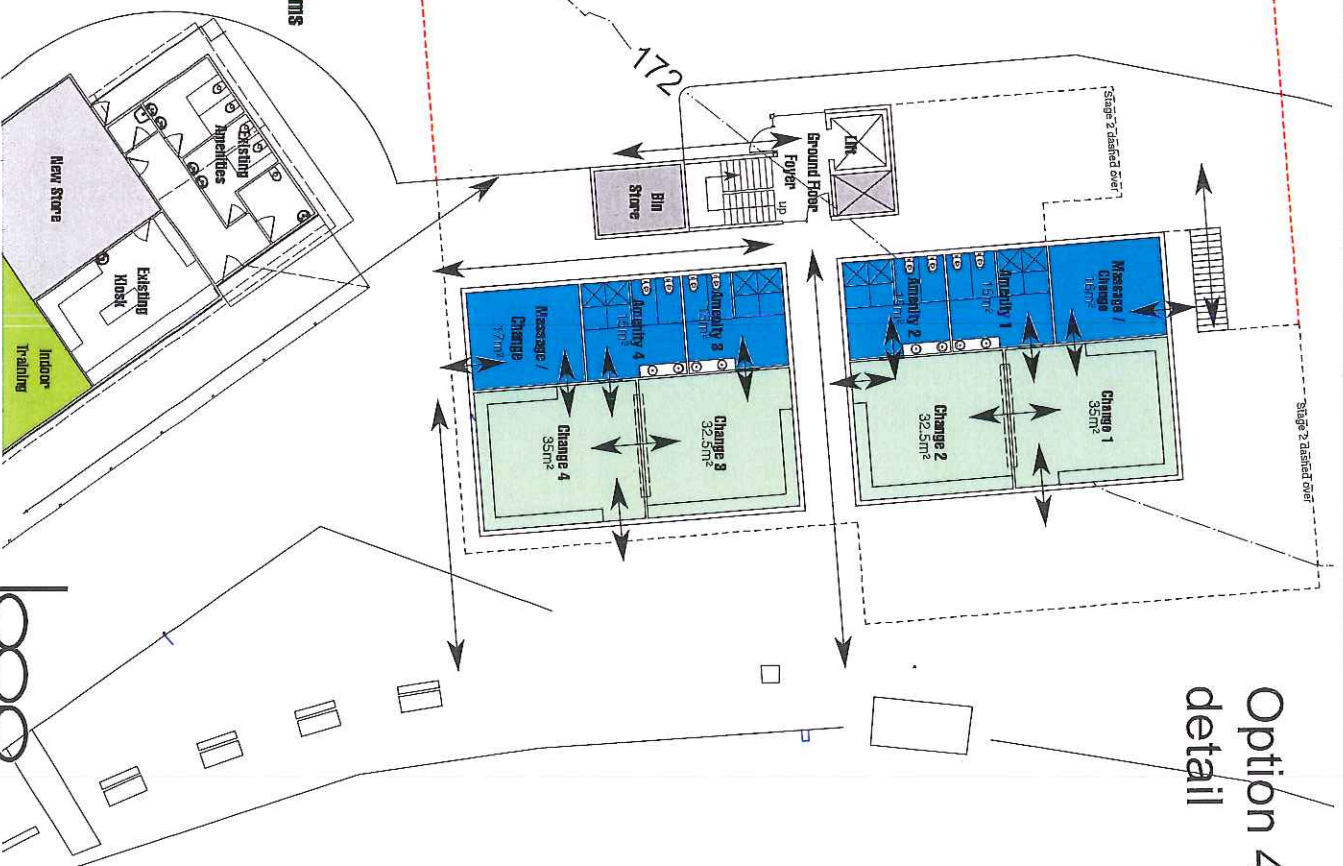 Option 4
detail
Stage 2 dashed over
Stage 2 dashed over
172
Lift
Ground Floor
Foyer
up
Bin
Store
Massage /
Change
Amenity 1
15m²
Amenity 2
Change 1
35m²
Change 2
32.5m²
Amenity 3
Amenity 4
15m²
Massage /
Change
17m²
Change 3
32.5m²
Change 4
35m²
Existing
Amenities
New Store
Existing
Kiosk
Indoor
Training